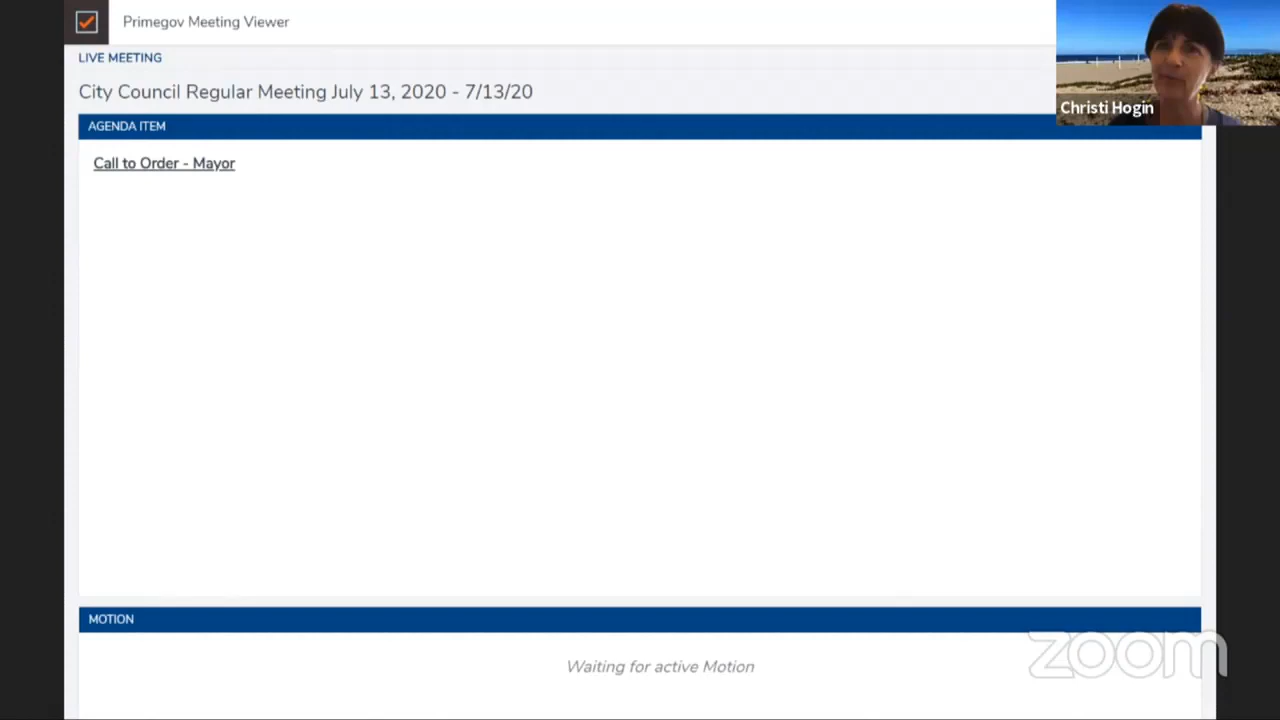 Primegov Meeting Viewer
LIVE MEETING
City Council Regular Meeting July 13, 2020 - 7/13/20
Christi Hogin
AGENDA ITEM
Call to Order - Mayor
MOTION
Waiting for active Motion
zoom